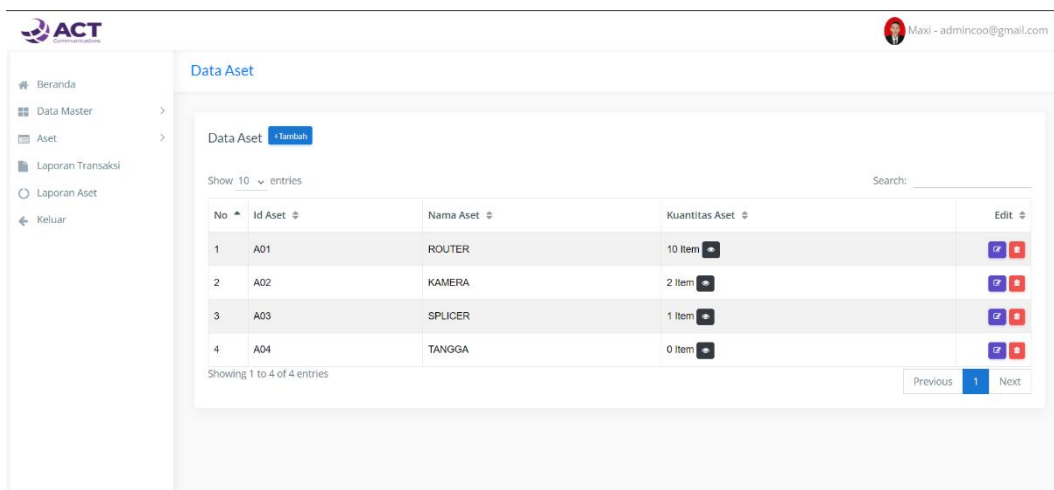 ACT
Communications
Maxi - admincoo@gmail.com
Beranda
Data Master
Aset
Laporan Transaksi
Laporan Aset
Keluar
Data Aset
Data Aset +Tambah
Show 10 entries
Search:
No Id Aset Nama Aset Kuantitas Aset Edit
1 A01 ROUTER 10 Item
2 A02 KAMERA 2 Item
3 A03 SPLICER 1 Item
4 A04 TANGGA 0 Item
Showing 1 to 4 of 4 entries
Previous 1 Next